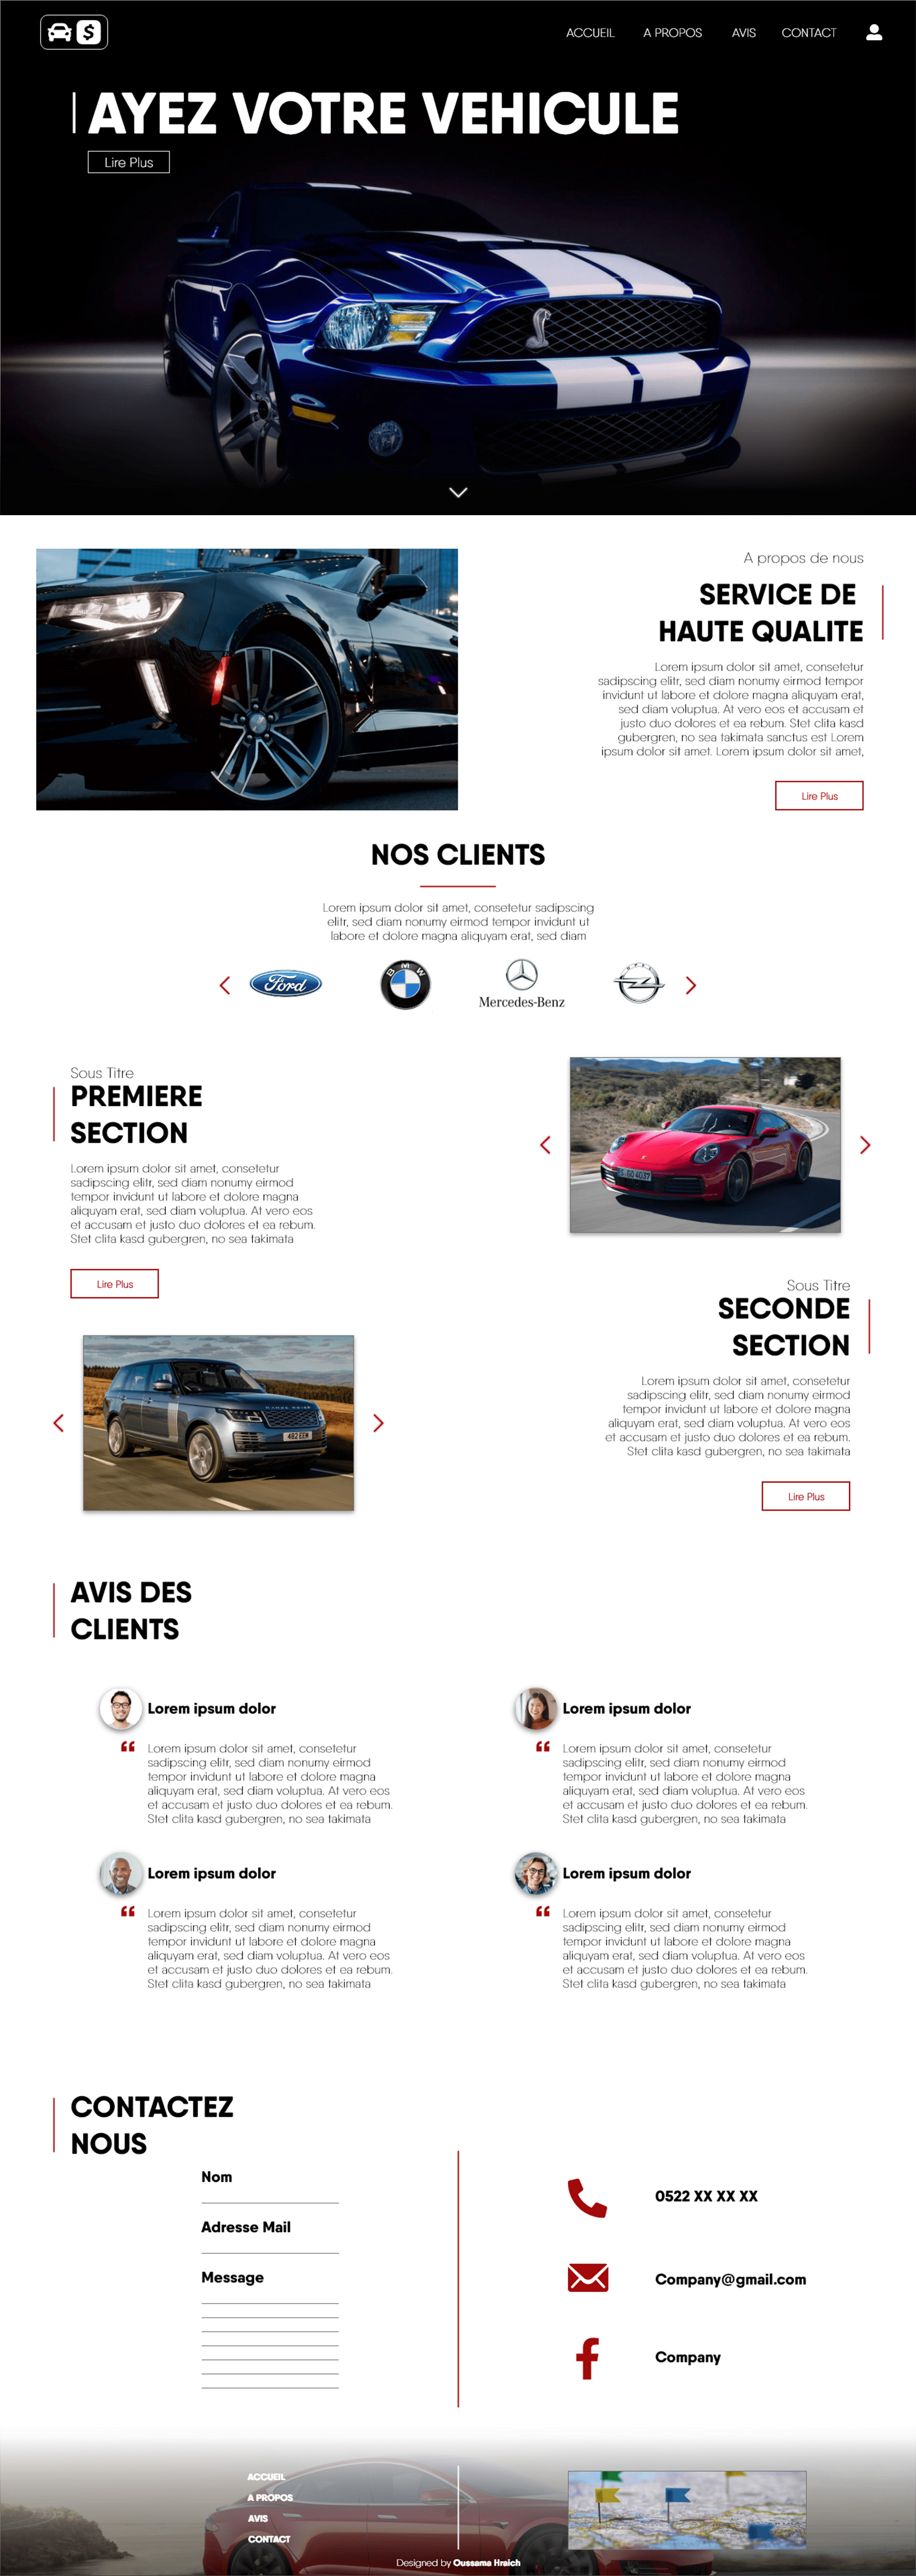 $
ACCUEIL A PROPOS AVIS CONTACT
AYEZ VOTRE VEHICULE
Lire Plus
A propos de nous
SERVICE DE
HAUTE QUALITE
Lorem ipsum dolor sit amet, consetetur
sadipscing elitr, sed diam nonumy eirmod tempor
invidunt ut labore et dolore magna aliquyam erat,
sed diam voluptua. At vero eos et accusam et
justo duo dolores et ea rebum. Stet clita kasd
gubergren, no sea takimata sanctus est Lorem
ipsum dolor sit amet. Lorem ipsum dolor sit amet,
Lire Plus
NOS CLIENTS
Lorem ipsum dolor sit amet, consetetur sadipscing
elitr, sed diam nonumy eirmod tempor invidunt ut
labore et dolore magna aliquyam erat, sed diam
Ford
BMW
Mercedes-Benz
Sous Titre
PREMIERE
SECTION
Lorem ipsum dolor sit amet, consetetur
sadipscing elitr, sed diam nonumy eirmod
tempor invidunt ut labore et dolore magna
aliquyam erat, sed diam voluptua. At vero eos
et accusam et justo duo dolores et ea rebum.
Stet clita kasd gubergren, no sea takimata
Lire Plus
S:GO 4037
Sous Titre
SECONDE
SECTION
Lorem ipsum dolor sit amet, consetetur
sadipscing elitr, sed diam nonumy eirmod
tempor invidunt ut labore et dolore magna
aliquyam erat, sed diam voluptua. At vero eos
et accusam et justo duo dolores et ea rebum.
Stet clita kasd gubergren, no sea takimata
Lire Plus
RANGE ROVER
482 EEM
AVIS DES
CLIENTS
Lorem ipsum dolor
“ Lorem ipsum dolor sit amet, consetetur
sadipscing elitr, sed diam nonumy eirmod
tempor invidunt ut labore et dolore magna
aliquyam erat, sed diam voluptua. At vero eos
et accusam et justo duo dolores et ea rebum.
Stet clita kasd gubergren, no sea takimata
Lorem ipsum dolor
“ Lorem ipsum dolor sit amet, consetetur
sadipscing elitr, sed diam nonumy eirmod
tempor invidunt ut labore et dolore magna
aliquyam erat, sed diam voluptua. At vero eos
et accusam et justo duo dolores et ea rebum.
Stet clita kasd gubergren, no sea takimata
Lorem ipsum dolor
“ Lorem ipsum dolor sit amet, consetetur
sadipscing elitr, sed diam nonumy eirmod
tempor invidunt ut labore et dolore magna
aliquyam erat, sed diam voluptua. At vero eos
et accusam et justo duo dolores et ea rebum.
Stet clita kasd gubergren, no sea takimata
Lorem ipsum dolor
“ Lorem ipsum dolor sit amet, consetetur
sadipscing elitr, sed diam nonumy eirmod
tempor invidunt ut labore et dolore magna
aliquyam erat, sed diam voluptua. At vero eos
et accusam et justo duo dolores et ea rebum.
Stet clita kasd gubergren, no sea takimata
CONTACTEZ
NOUS
Nom
Adresse Mail
Message
0522 XX XX XX
Company@gmail.com
Company
ACCUEIL
A PROPOS
AVIS
CONTACT
Designed by Oussama Hraich